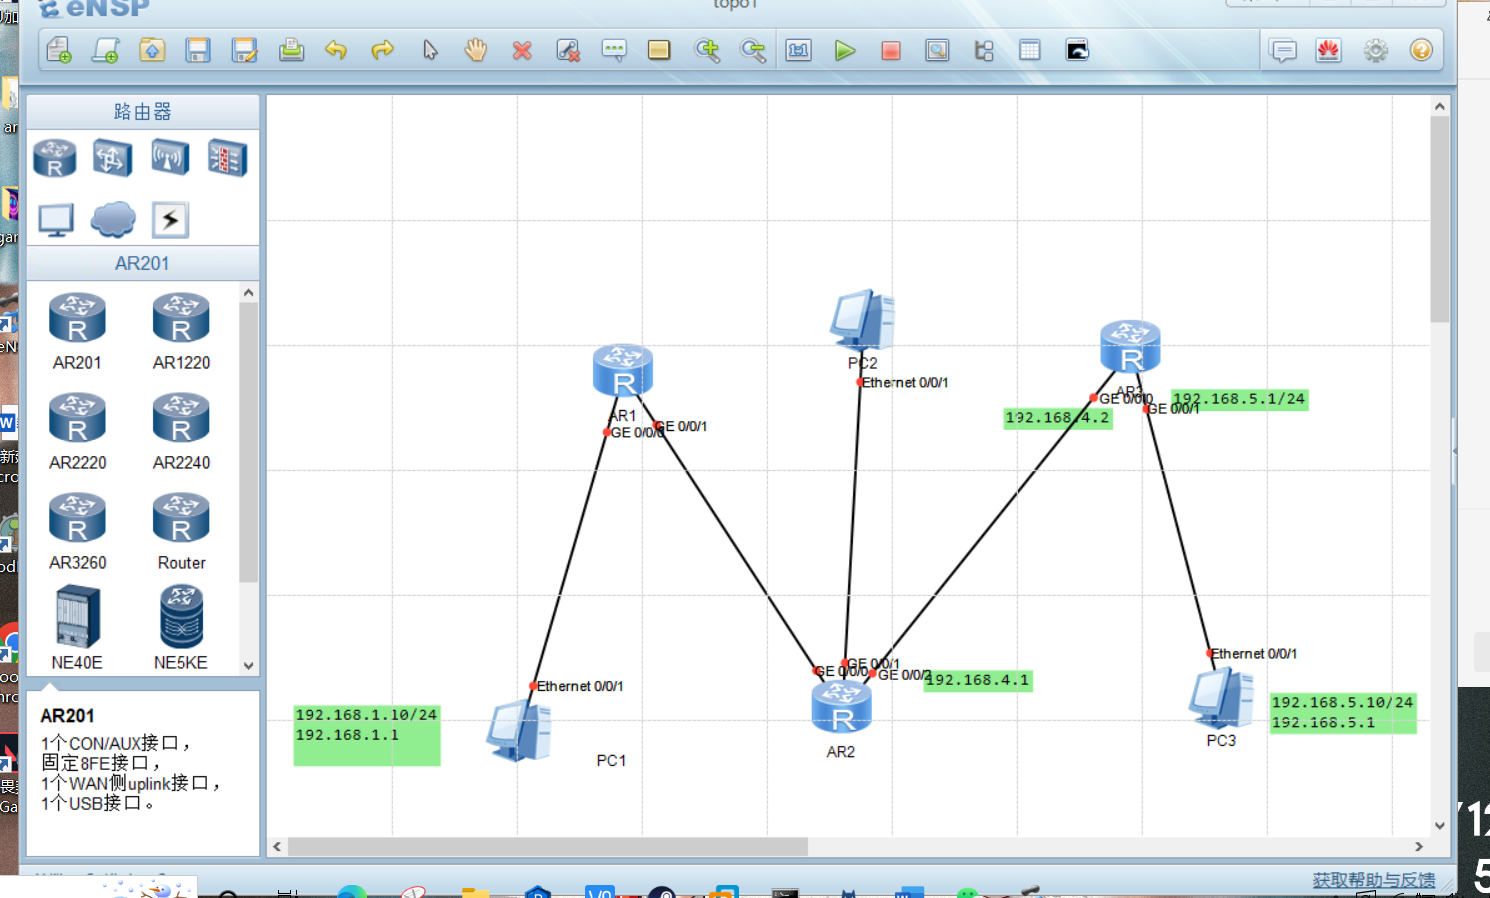 eNSP
topo1
路由器
AR201
AR201
AR1220
AR2220
AR2240
AR3260
Router
NE40E
NE5KE
AR201
1个CON/AUX接口，
固定8FE接口，
1个WAN侧uplink接口，
1个USB接口。
PC2
Ethernet 0/0/1
AR1
GE 0/0/0
GE 0/0/1
AR3
GE 0/0/0
GE 0/0/1
192.168.5.1/24
192.168.4.2
Ethernet 0/0/1
192.168.1.10/24
192.168.1.1
PC1
GE 0/0/0
GE 0/0/1
GE 0/0/2
192.168.4.1
AR2
Ethernet 0/0/1
192.168.5.10/24
192.168.5.1
PC3
获取帮助与反馈